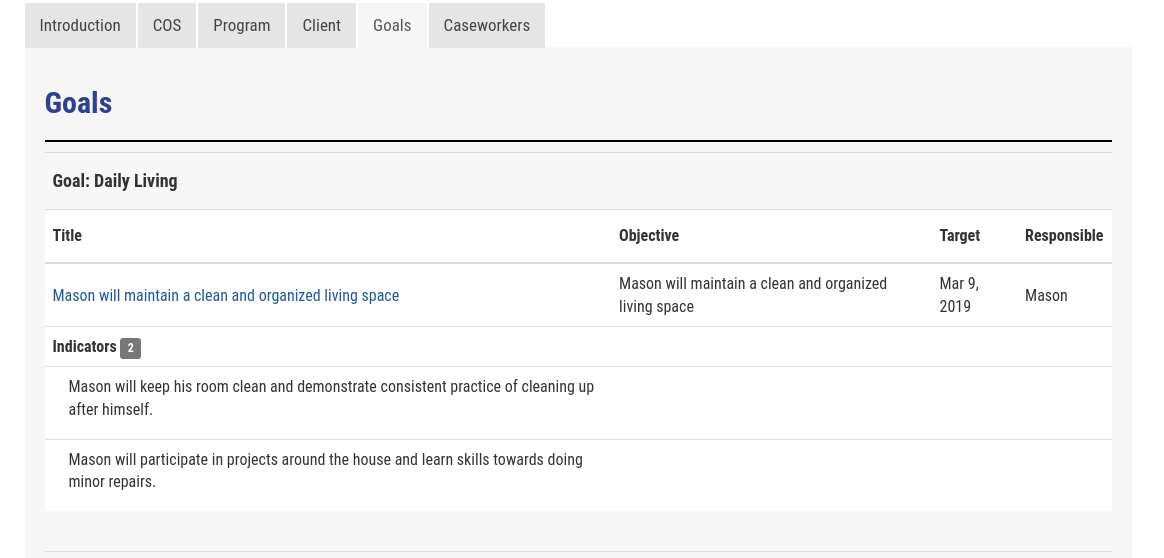 Introduction COS Program Client Goals Caseworkers
Goals
Goal: Daily Living
Title Objective Target Responsible
Mason will maintain a clean and organized living space
Mason will maintain a clean and organized
living space
Mar 9,
2019
Mason
Indicators 2
Mason will keep his room clean and demonstrate consistent practice of cleaning up
after himself.
Mason will participate in projects around the house and learn skills towards doing
minor repairs.